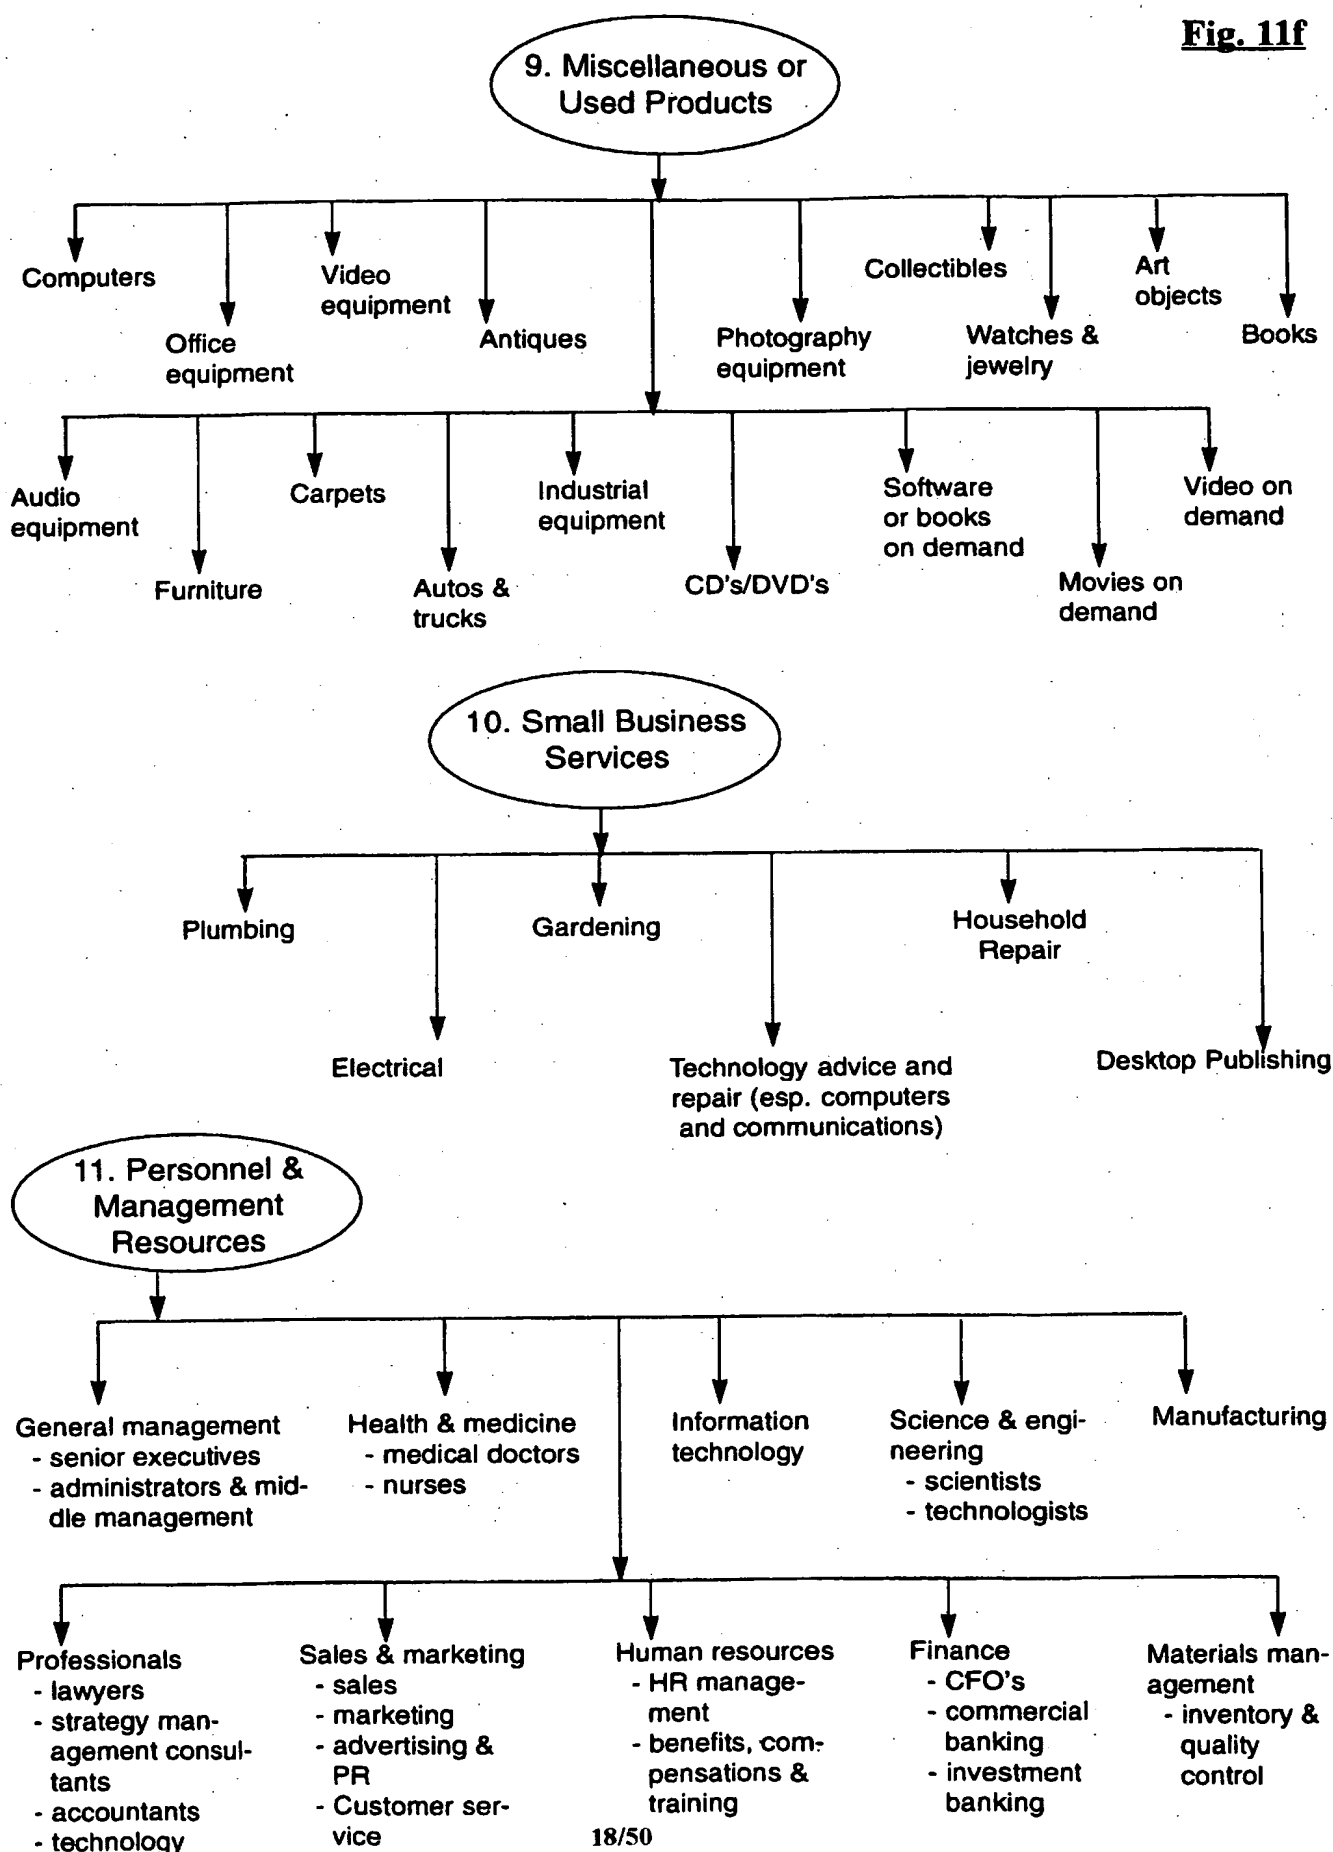 Fig. 11f
9. Miscellaneous or
Used Products
Computers
Office
equipment
Video
equipment
Antiques
Photography
equipment
Collectibles
Watches &
jewelry
Art
objects
Books
Audio
equipment
Furniture
Carpets
Autos &
trucks
Industrial
equipment
CD's/DVD's
Software
or books
on demand
Movies on
demand
Video on
demand
10. Small Business
Services
Plumbing
Electrical
Gardening
Technology advice and
repair (esp. computers
and communications)
Household
Repair
Desktop Publishing
11. Personnel &
Management
Resources
General management
- senior executives
- administrators & mid-
dle management
Health & medicine
- medical doctors
- nurses
Information
technology
Science & engi-
neering
- scientists
- technologists
Manufacturing
Professionals
- lawyers
- strategy man-
agement consul-
tants
- accountants
- technology
Sales & marketing
- sales
- marketing
- advertising &
PR
- Customer ser-
vice
Human resources
- HR manage-
ment
- benefits, com-
pensations &
training
Finance
- CFO's
- commercial
banking
- investment
banking
Materials man-
agement
- inventory &
quality
control
18/50